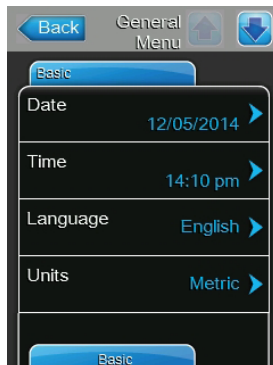 Back
General
Menu
Basic
Date
12/05/2014
Time
14:10 pm
Language
English
Units
Metric
Basic